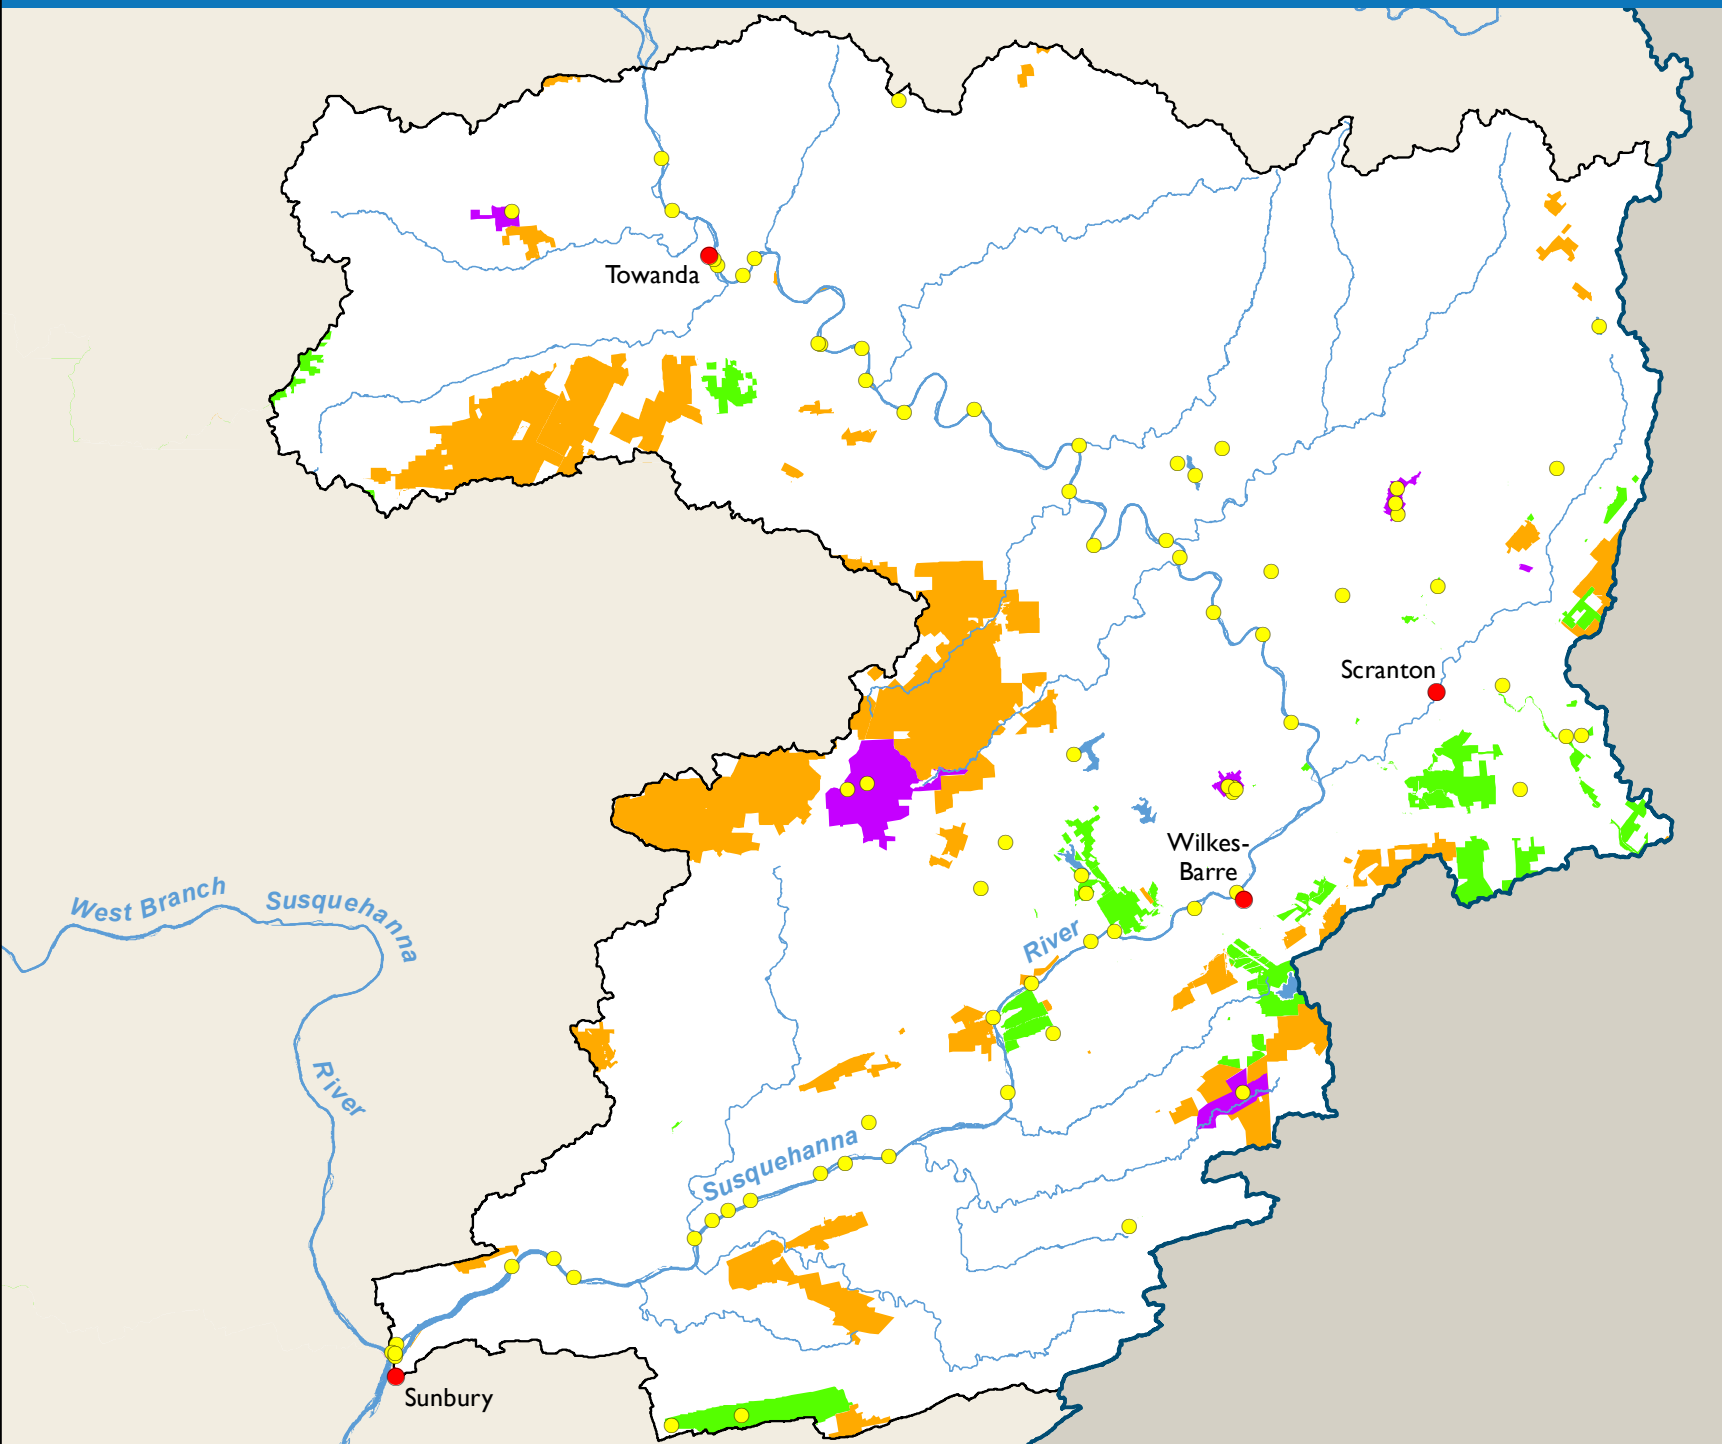 Towanda
Scranton
Wilkes-
Barre
West Branch Susquehanna
River
River
Susquehanna
Sunbury